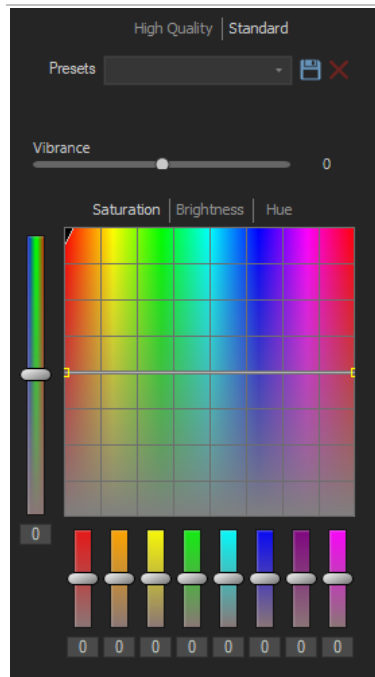 High Quality | Standard
Presets
Vibrance
0
Saturation | Brightness | Hue
0
0 0 0 0 0 0 0 0